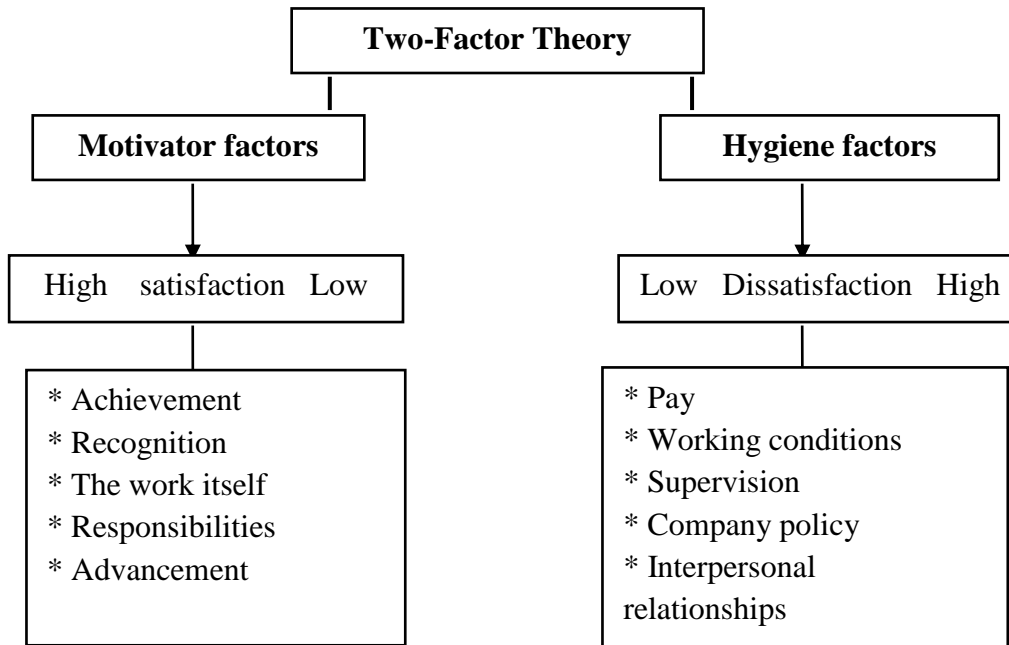 Two-Factor Theory
Motivator factors
Hygiene factors
High satisfaction Low
Low Dissatisfaction High
* Achievement
* Recognition
* The work itself
* Responsibilities
* Advancement
* Pay
* Working conditions
* Supervision
* Company policy
* Interpersonal
relationships